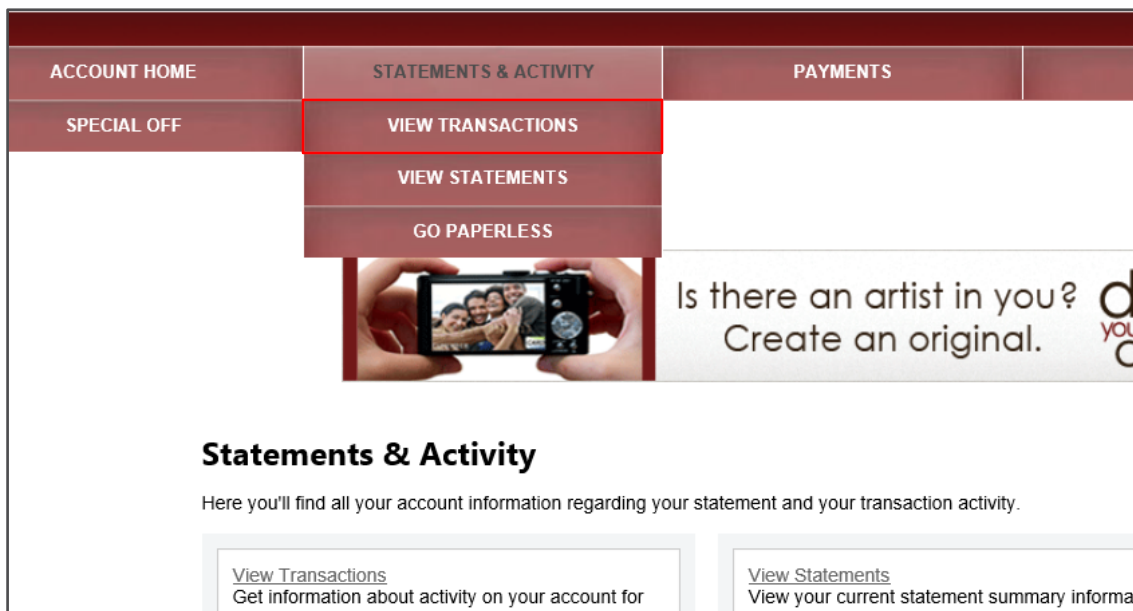 ACCOUNT HOME
STATEMENTS & ACTIVITY
PAYMENTS
SPECIAL OFF
VIEW TRANSACTIONS
VIEW STATEMENTS
GO PAPERLESS
Is there an artist in you?
Create an original.
Statements & Activity
Here you'll find all your account information regarding your statement and your transaction activity.
View Transactions
Get information about activity on your account for
View Statements
View your current statement summary informa